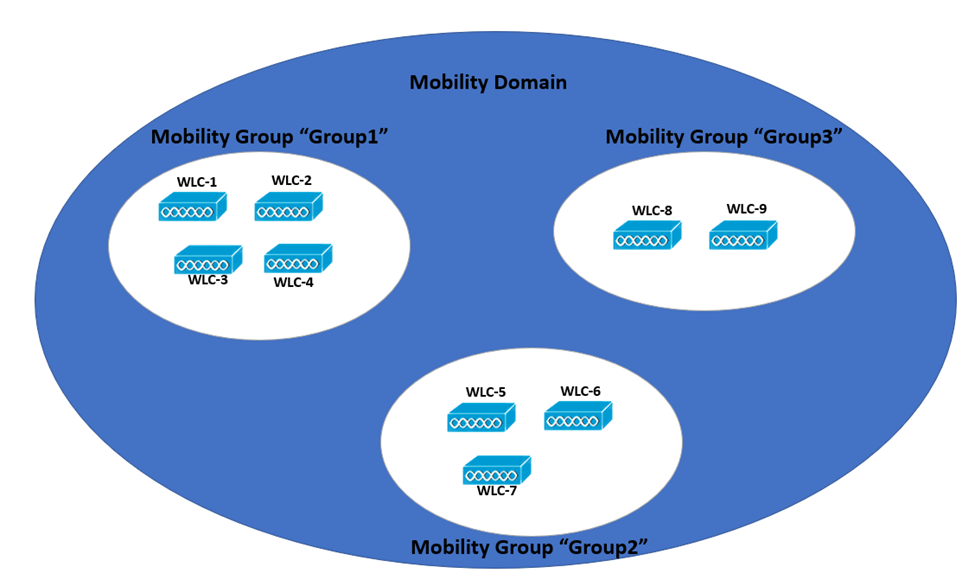 Mobility Domain
Mobility Group “Group1”
Mobility Group “Group3”
WLC-1
WLC-2
WLC-3
WLC-4
WLC-8
WLC-9
WLC-5
WLC-6
WLC-7
Mobility Group “Group2”